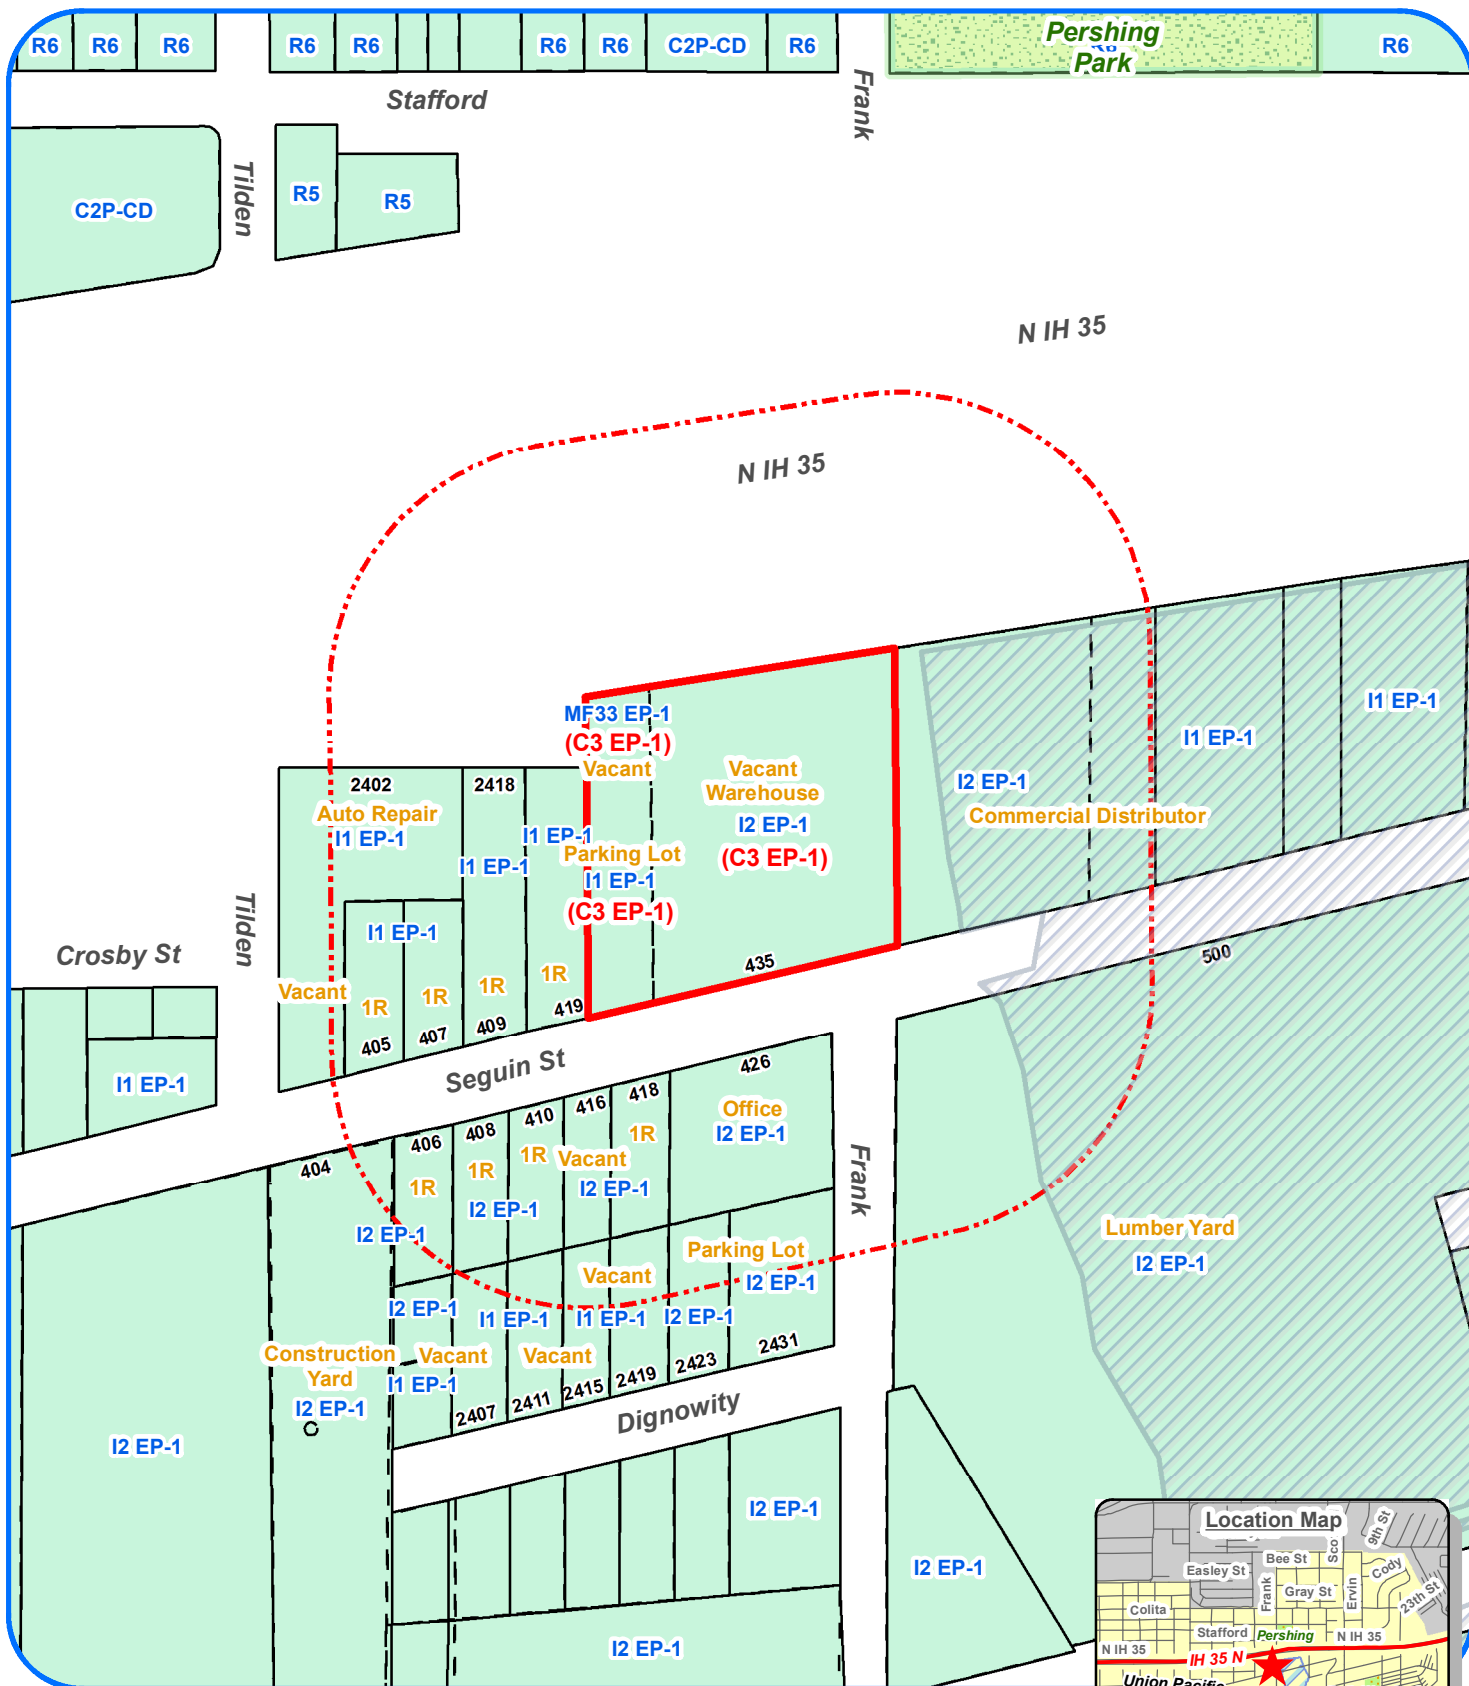 R6
R6
R6
R6
R6
R6
R6
C2P-CD
R6
Pershing
Park
R6
Stafford
Frank
Tilden
C2P-CD
R5
R5
N IH 35
N IH 35
MF33 EP-1
(C3 EP-1)
Vacant
Vacant
Warehouse
I2 EP-1
(C3 EP-1)
Parking Lot
I1 EP-1
(C3 EP-1)
435
I1 EP-1
I1 EP-1
I2 EP-1
Commercial Distributor
2402
Auto Repair
I1 EP-1
2418
I1 EP-1
I1 EP-1
Tilden
Crosby St
I1 EP-1
Vacant
1R
1R
1R
1R
405
407
409
419
500
I1 EP-1
Seguin St
404
406
408
410
416
418
426
Office
I2 EP-1
1R
1R
1R
1R
Vacant
I2 EP-1
I2 EP-1
I2 EP-1
Frank
Lumber Yard
I2 EP-1
Parking Lot
I2 EP-1
Vacant
I2 EP-1
I1 EP-1
I1 EP-1
I2 EP-1
Construction
Yard
I2 EP-1
Vacant
I1 EP-1
Vacant
2407
2411
2415
2419
2423
2431
Dignowity
I2 EP-1
I2 EP-1
I2 EP-1
I2 EP-1
Location Map
9th St
Bee St
Easley St
Cody
Frank
Gray St
Ervin
23th St
Colita
Stafford
Pershing
N IH 35
N IH 35
IH 35 N